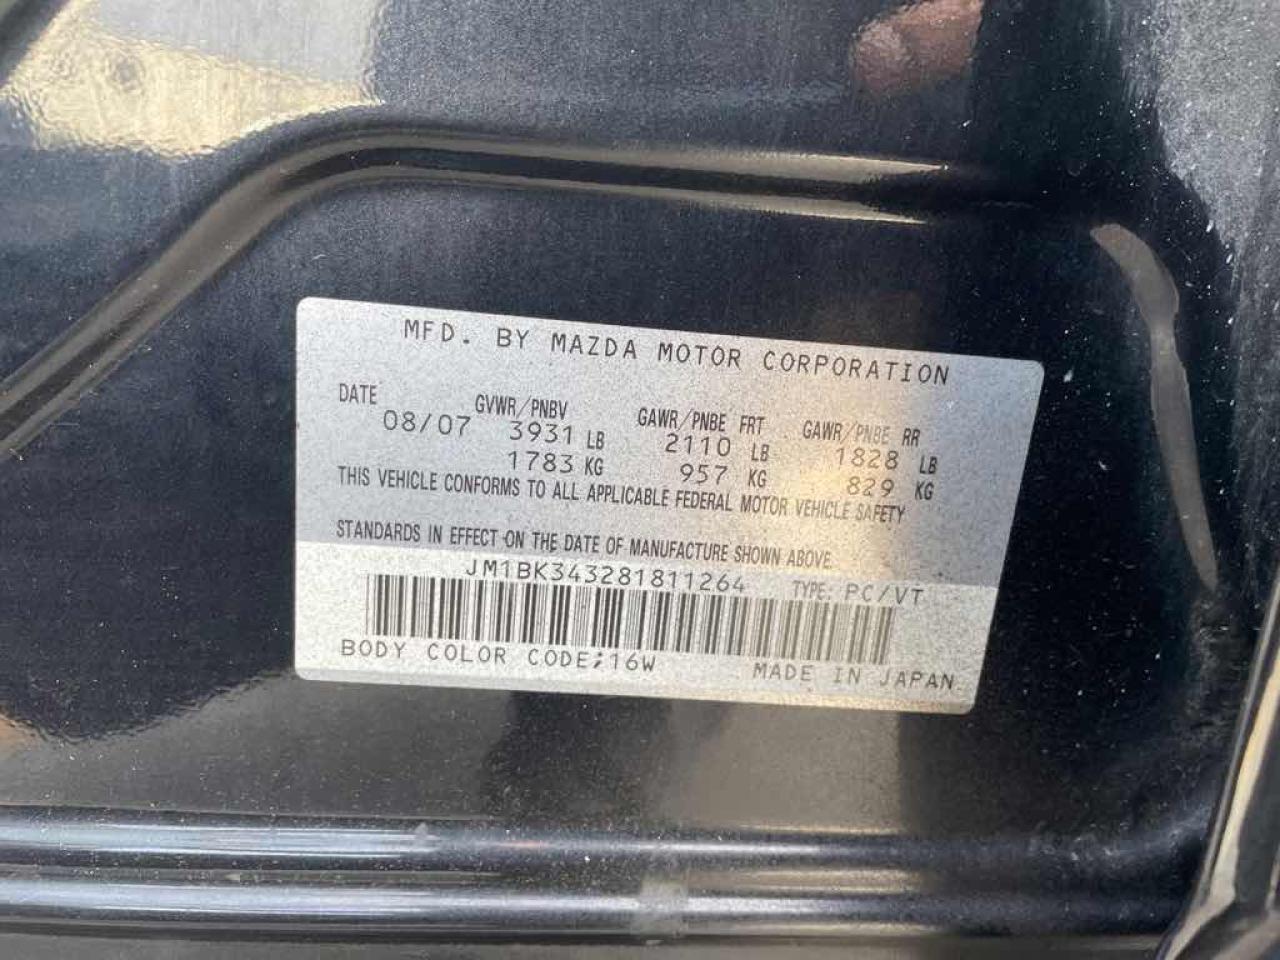 MFD. BY MAZDA MOTOR CORPORATION
DATE GVWR/PNBV GAWR/PNBE FRT GAWR/PNBE RR
08/07 3931 LB 2110 LB 1828 LB
1783 KG 957 KG 829 KG
THIS VEHICLE CONFORMS TO ALL APPLICABLE FEDERAL MOTOR VEHICLE SAFETY
STANDARDS IN EFFECT ON THE DATE OF MANUFACTURE SHOWN ABOVE.
JM1BK343281811264 TYPE: PC/VT
BODY COLOR CODE;16W MADE IN JAPAN